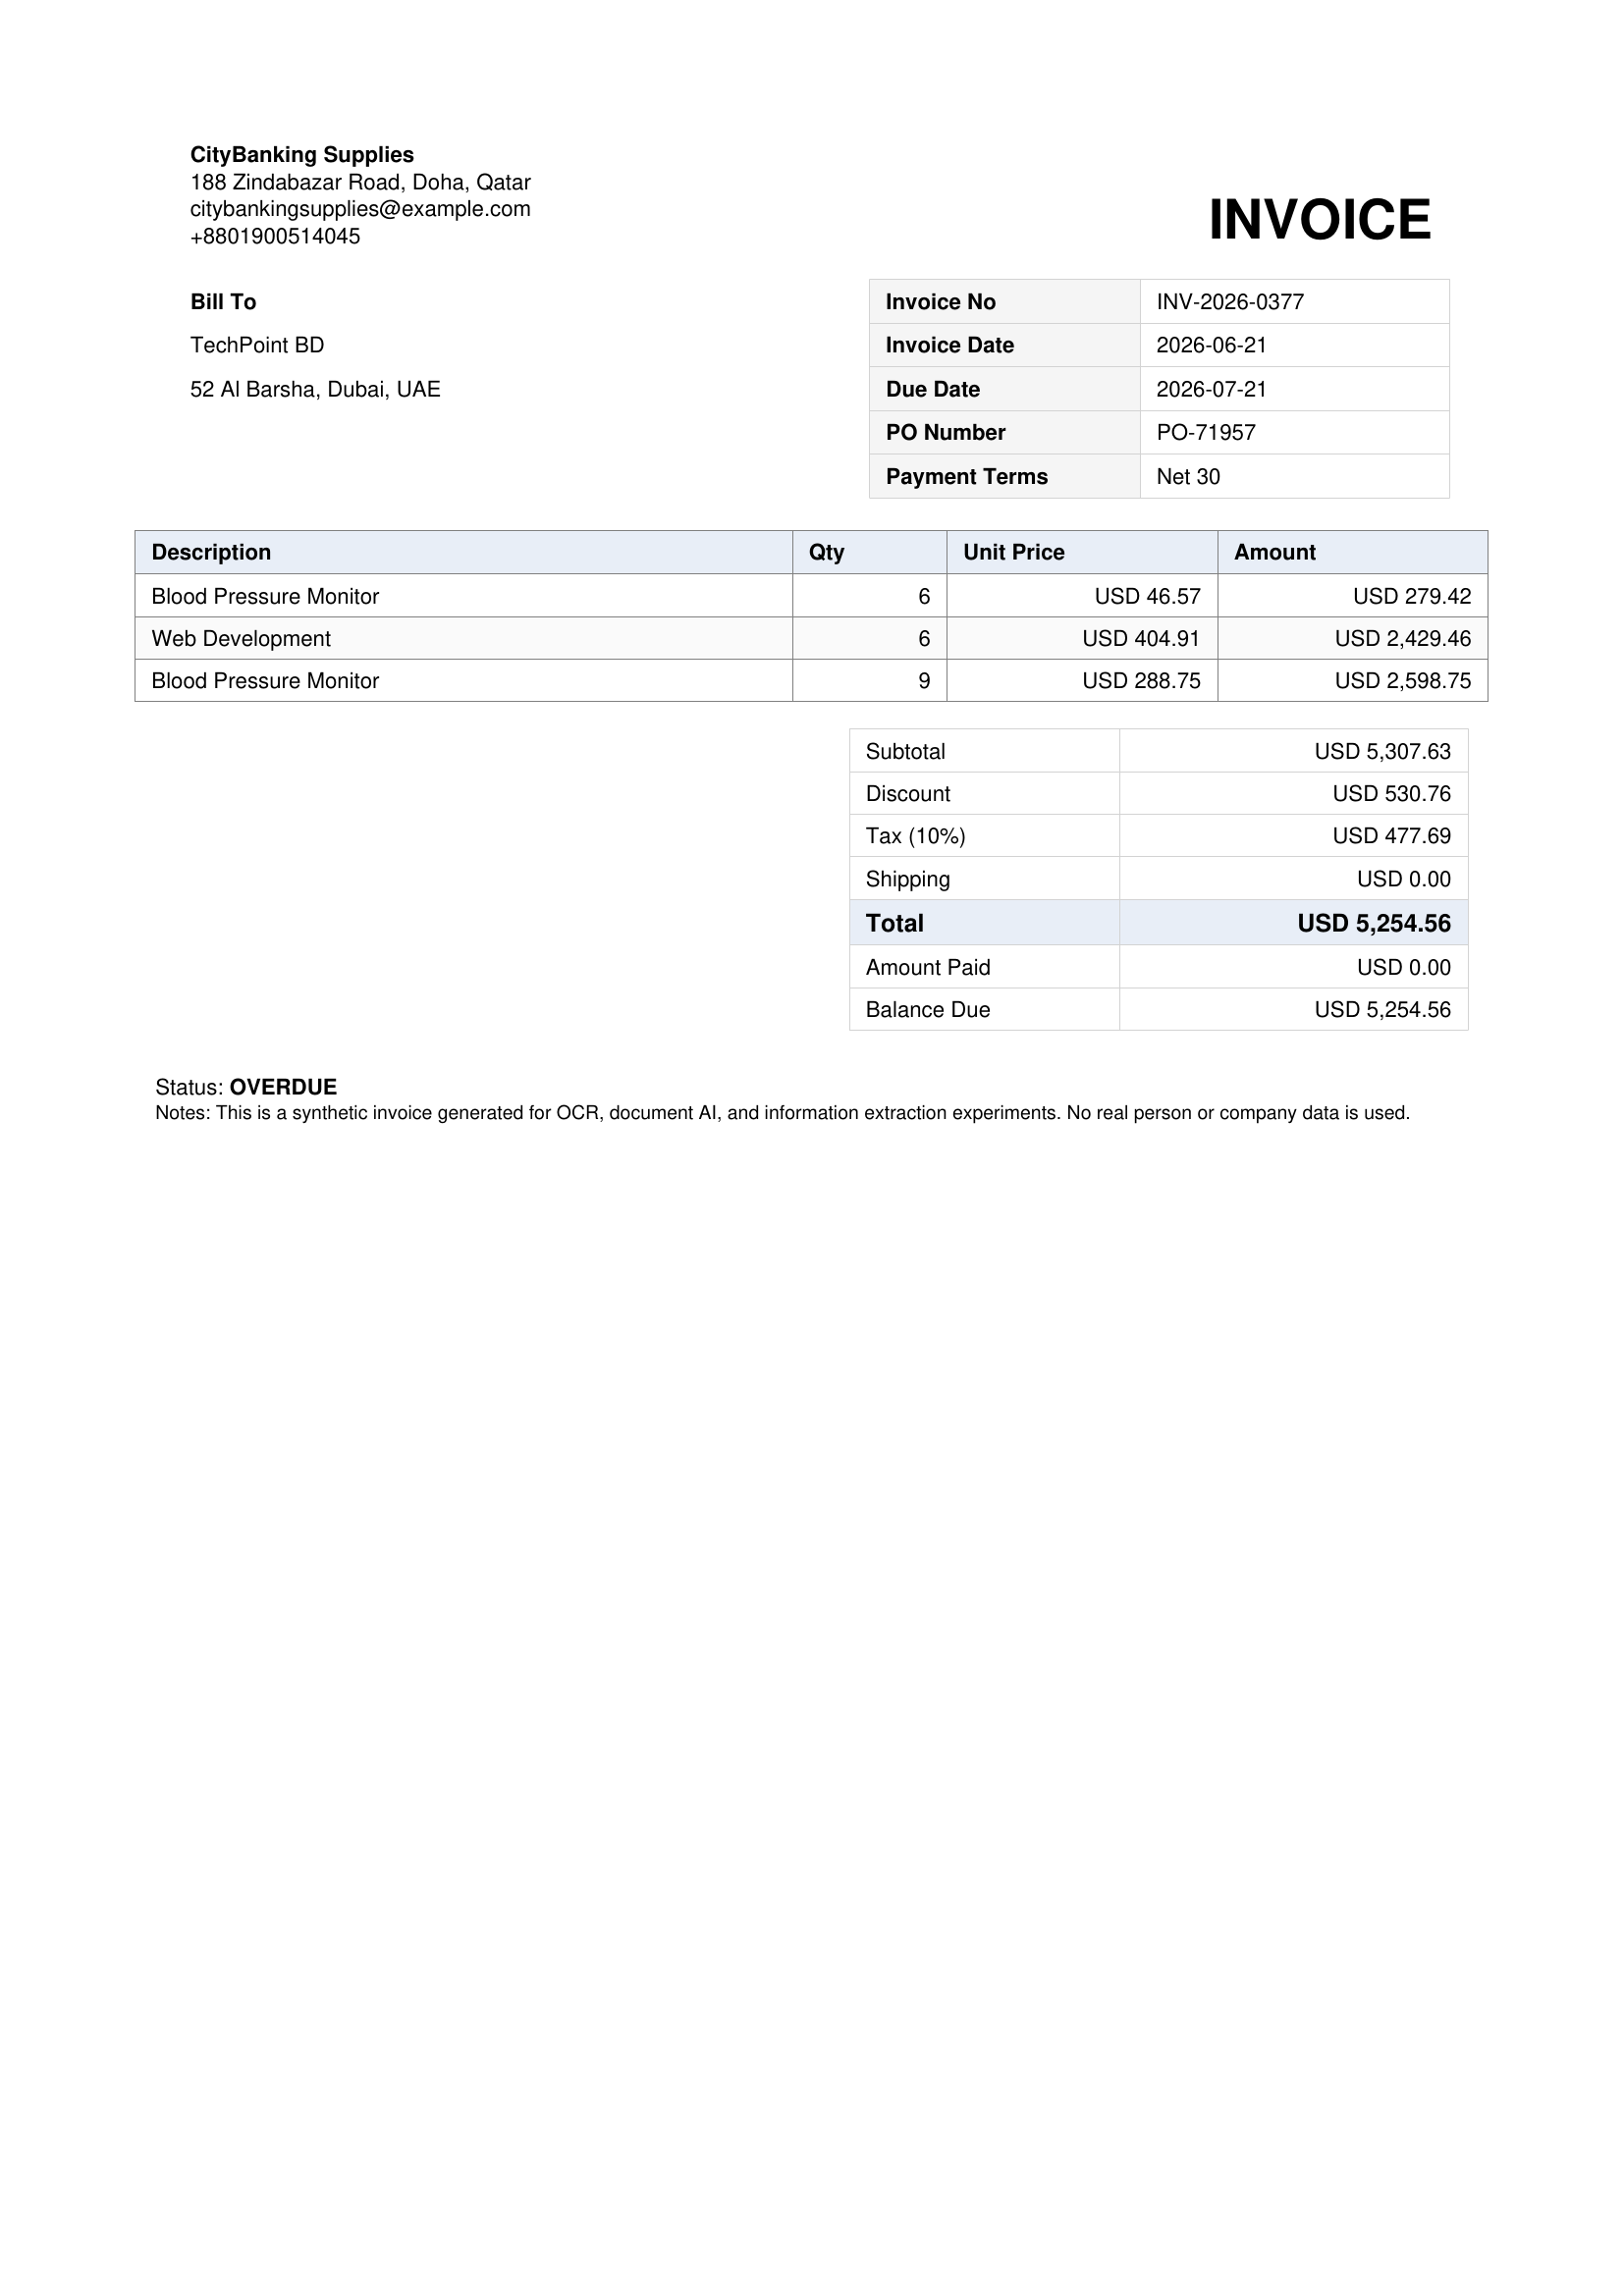 CityBanking Supplies
188 Zindabazar Road, Doha, Qatar
citybankingsupplies@example.com
+8801900514045
INVOICE
Bill To
TechPoint BD
52 Al Barsha, Dubai, UAE
Invoice No INV-2026-0377
Invoice Date 2026-06-21
Due Date 2026-07-21
PO Number PO-71957
Payment Terms Net 30
Description Qty Unit Price Amount
Blood Pressure Monitor 6 USD 46.57 USD 279.42
Web Development 6 USD 404.91 USD 2,429.46
Blood Pressure Monitor 9 USD 288.75 USD 2,598.75
Subtotal USD 5,307.63
Discount USD 530.76
Tax (10%) USD 477.69
Shipping USD 0.00
Total USD 5,254.56
Amount Paid USD 0.00
Balance Due USD 5,254.56
Status: OVERDUE
Notes: This is a synthetic invoice generated for OCR, document AI, and information extraction experiments. No real person or company data is used.